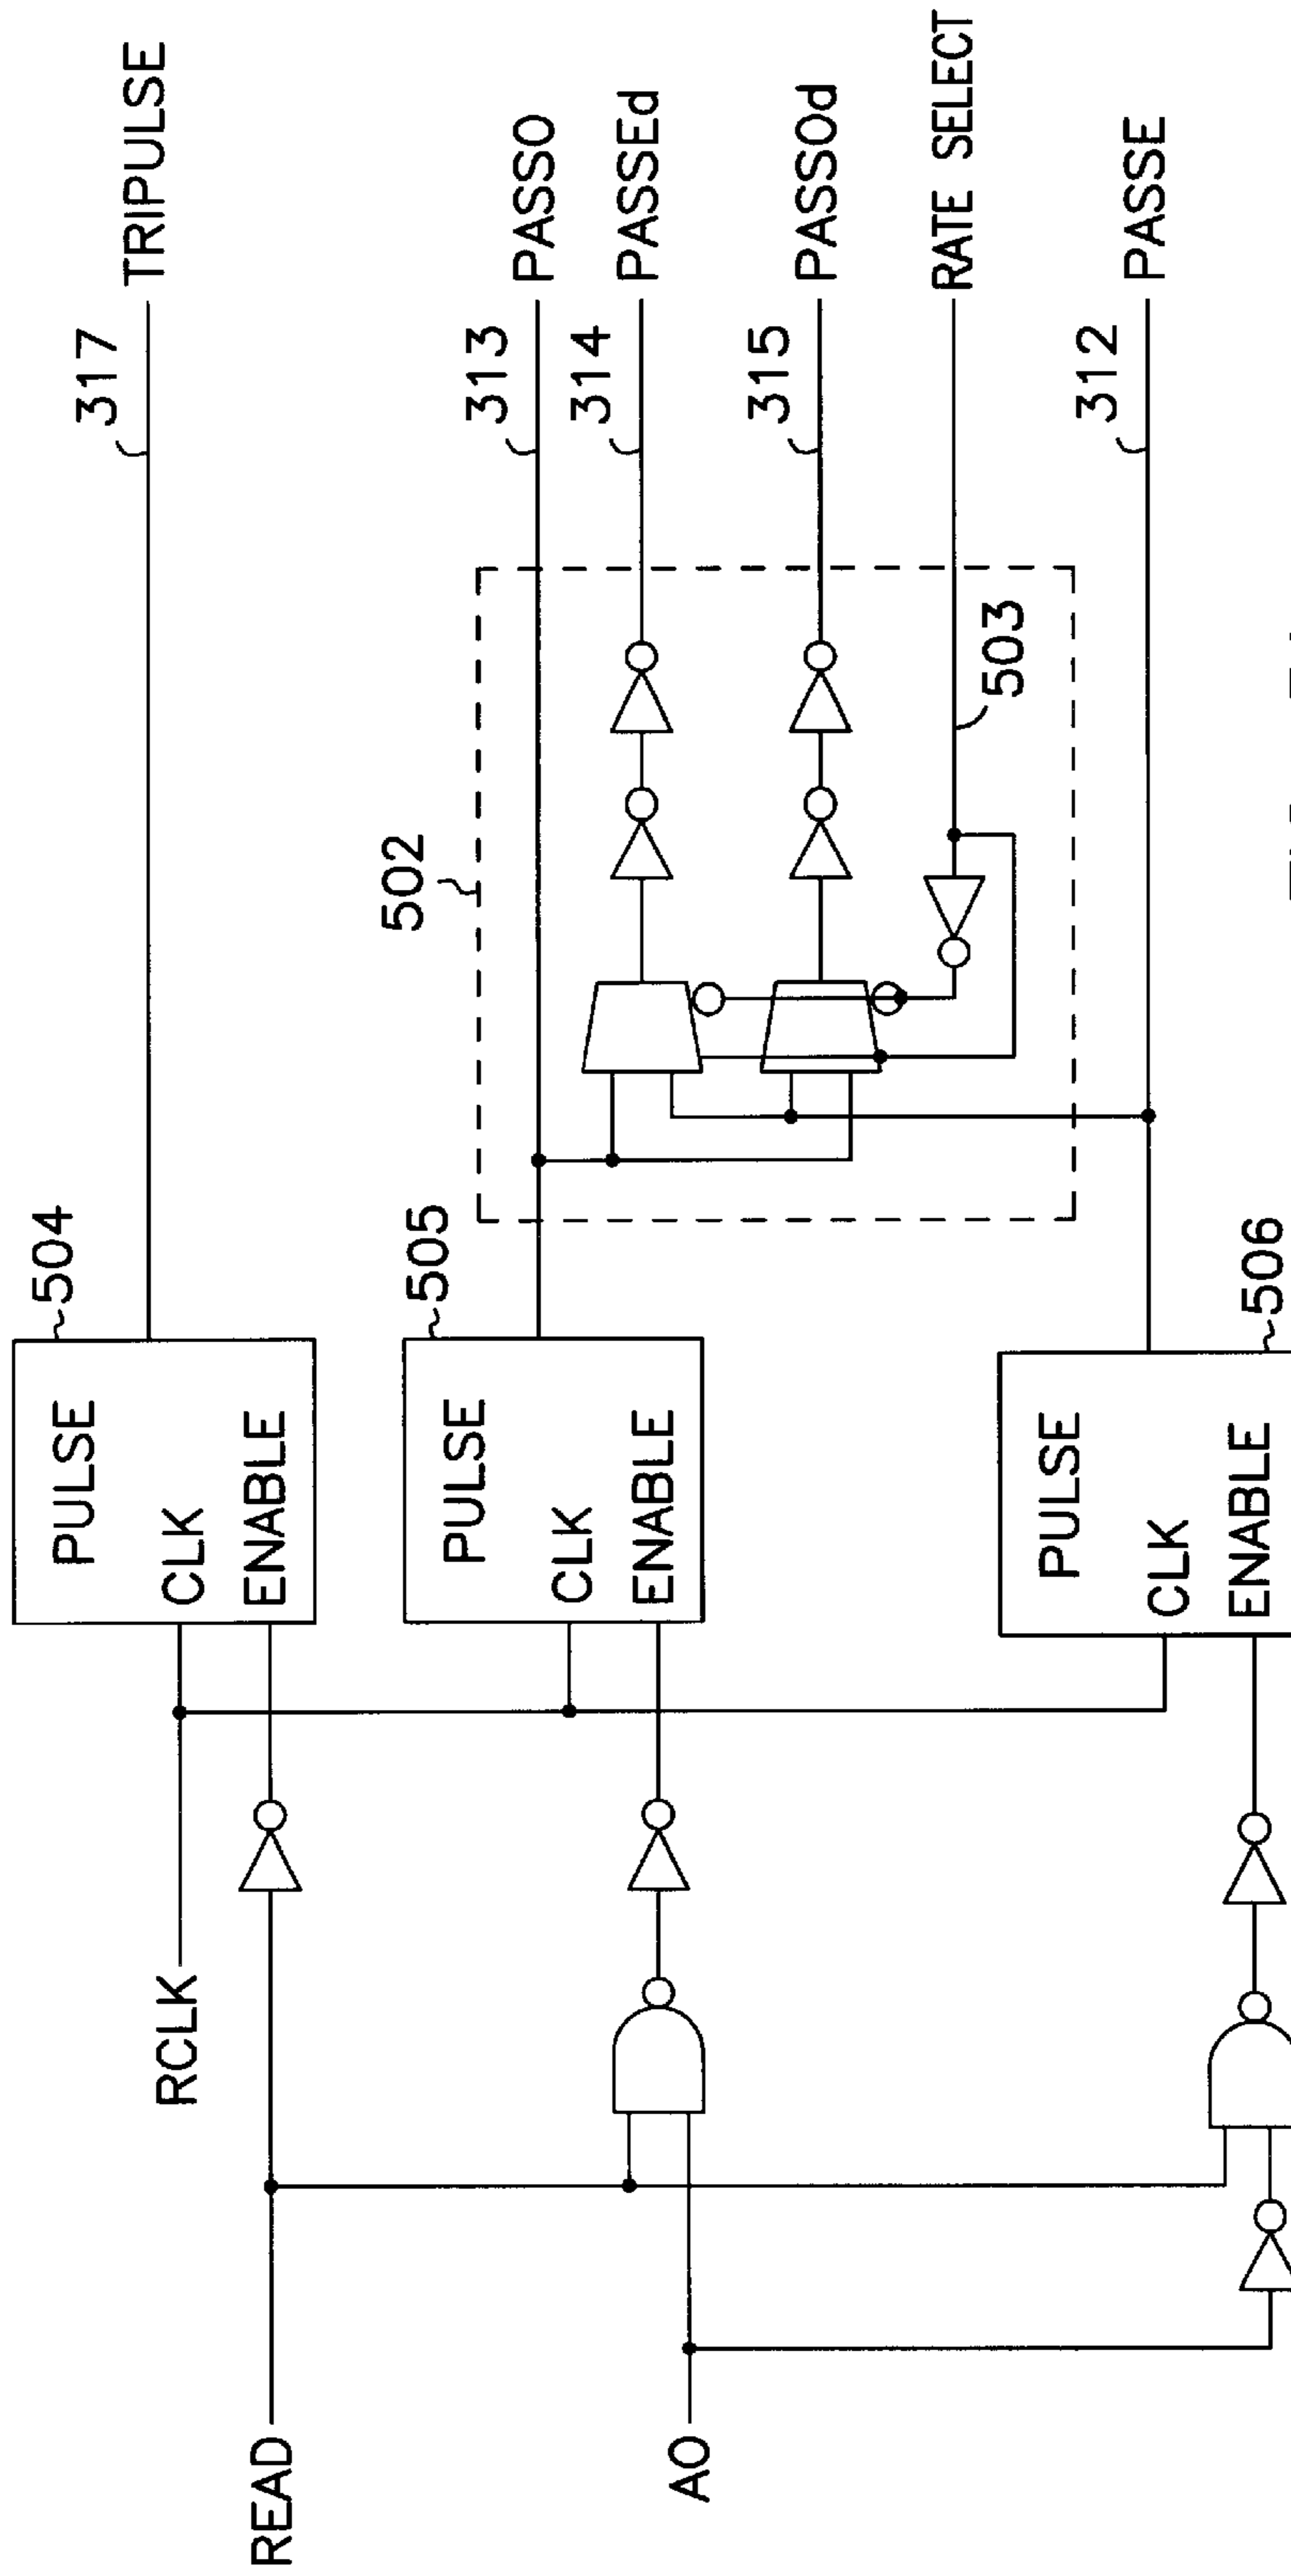 TRIPULSE
317
504
PULSE
CLK
ENABLE
RCLK
READ
502
PASSO
313
PASSEd
314
PASSOd
315
RATE SELECT
503
PASSE
312
505
PULSE
CLK
ENABLE
AO
506
PULSE
CLK
ENABLE